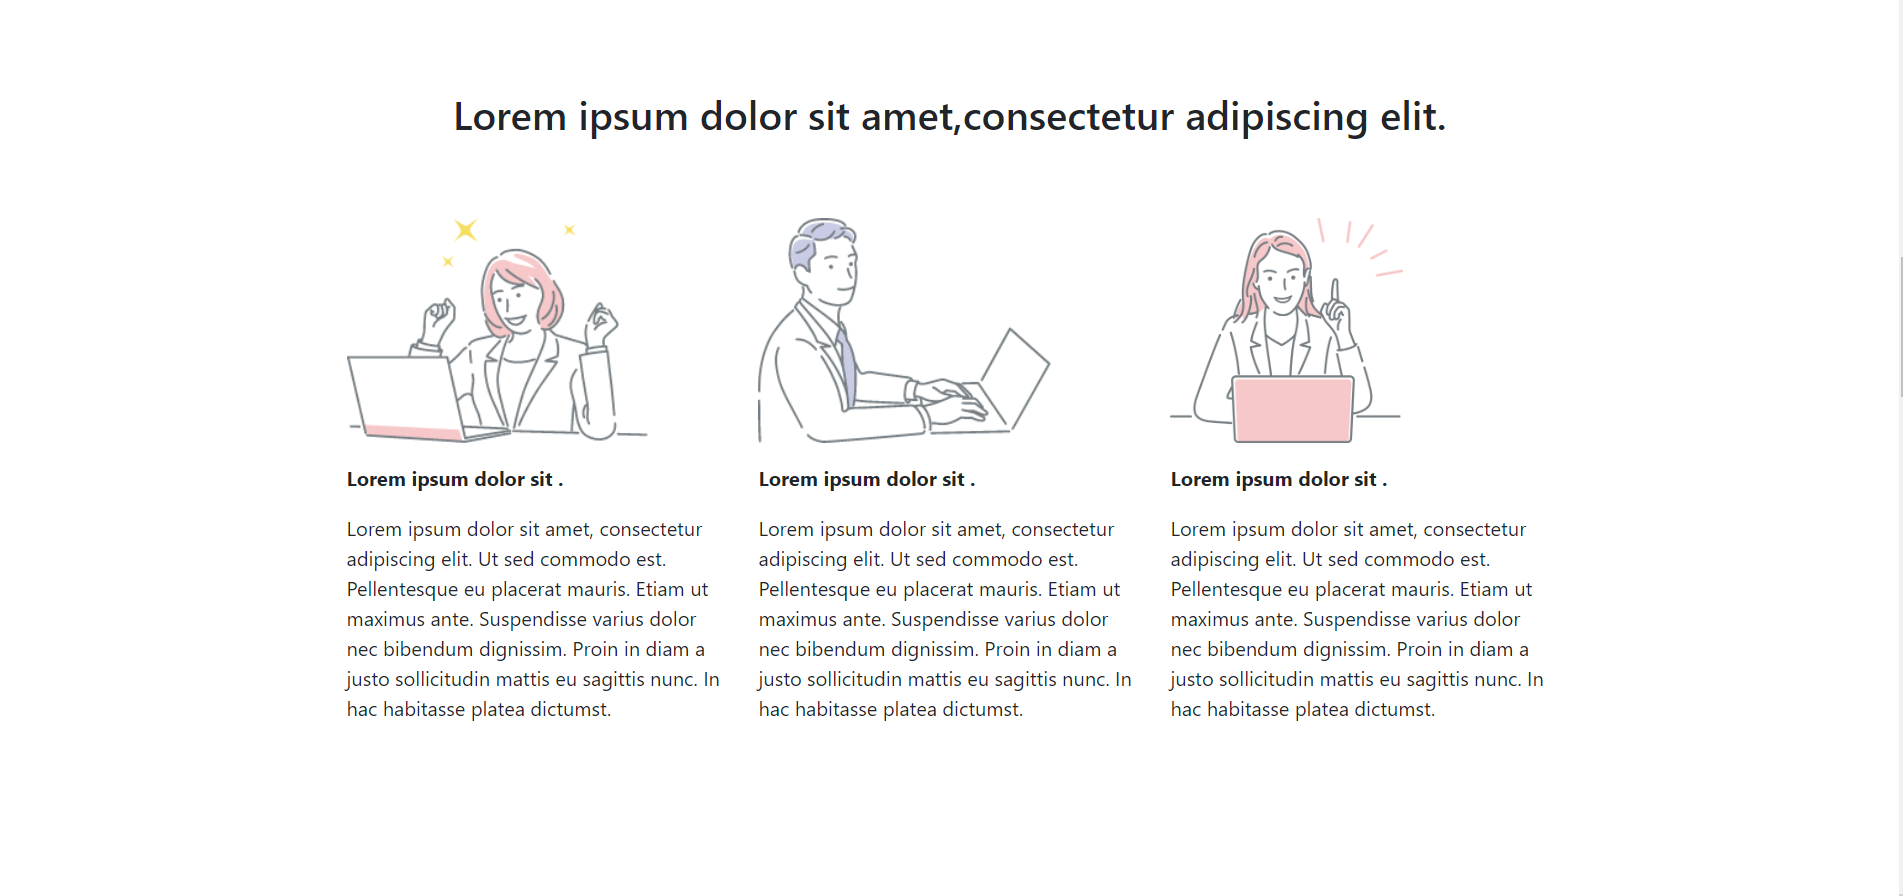 Lorem ipsum dolor sit amet,consectetur adipiscing elit.
Lorem ipsum dolor sit .
Lorem ipsum dolor sit amet, consectetur
adipiscing elit. Ut sed commodo est.
Pellentesque eu placerat mauris. Etiam ut
maximus ante. Suspendisse varius dolor
nec bibendum dignissim. Proin in diam a
justo sollicitudin mattis eu sagittis nunc. In
hac habitasse platea dictumst.
Lorem ipsum dolor sit .
Lorem ipsum dolor sit amet, consectetur
adipiscing elit. Ut sed commodo est.
Pellentesque eu placerat mauris. Etiam ut
maximus ante. Suspendisse varius dolor
nec bibendum dignissim. Proin in diam a
justo sollicitudin mattis eu sagittis nunc. In
hac habitasse platea dictumst.
Lorem ipsum dolor sit .
Lorem ipsum dolor sit amet, consectetur
adipiscing elit. Ut sed commodo est.
Pellentesque eu placerat mauris. Etiam ut
maximus ante. Suspendisse varius dolor
nec bibendum dignissim. Proin in diam a
justo sollicitudin mattis eu sagittis nunc. In
hac habitasse platea dictumst.